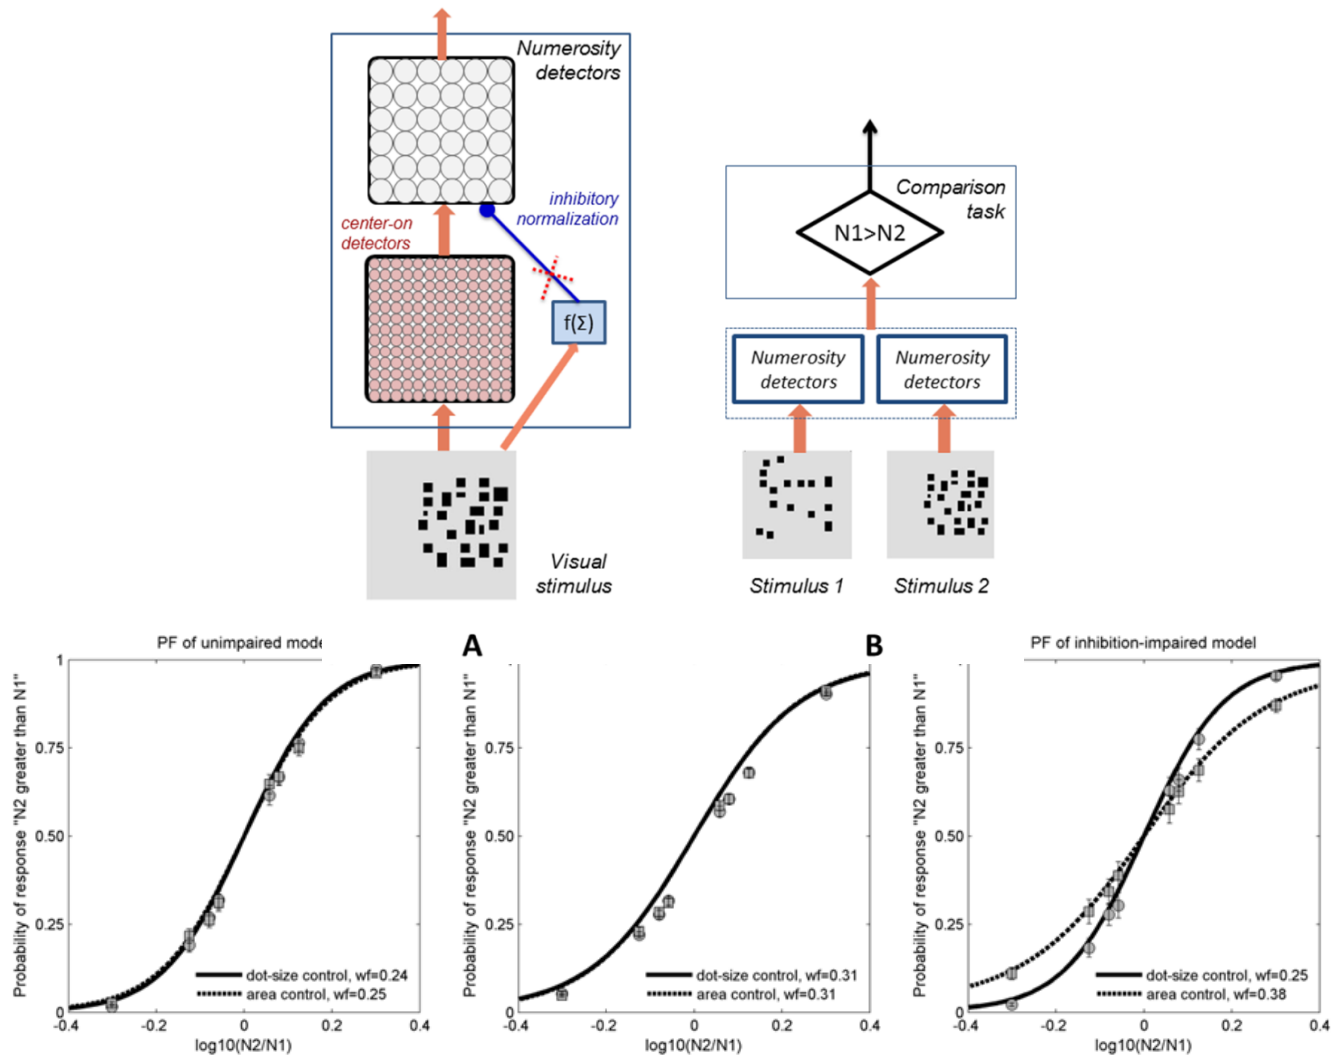 Numerosity
detectors
inhibitory
normalization
center-on
detectors
f(Σ)
Visual
stimulus
Comparison
task
N1>N2
Numerosity
detectors
Numerosity
detectors
Stimulus 1
Stimulus 2
PF of unimpaired mode
A
B
PF of inhibition-impaired model
Probability of response "N2 greater than N1"
1
0.75
0.50
0.25
0
dot-size control, wf=0.24
area control, wf=0.25
-0.4
-0.2
0
0.2
0.4
log10(N2/N1)
Probability of response "N2 greater than N1"
0.75
0.50
0.25
0
dot-size control, wf=0.31
area control, wf=0.31
-0.4
-0.2
0
0.2
0.4
log10(N2/N1)
Probability of response "N2 greater than N1"
0.75
0.50
0.25
0
dot-size control, wf=0.25
area control, wf=0.38
-0.4
-0.2
0
0.2
0.4
log10(N2/N1)